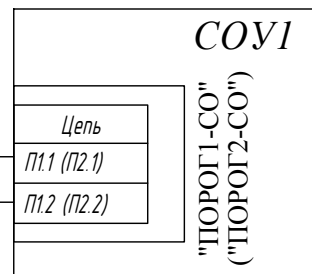 СОУ1
Цепь
П1.1 (П2.1)
П1.2 (П2.2)
"ПОРОГ1-СО"
("ПОРОГ2-СО")